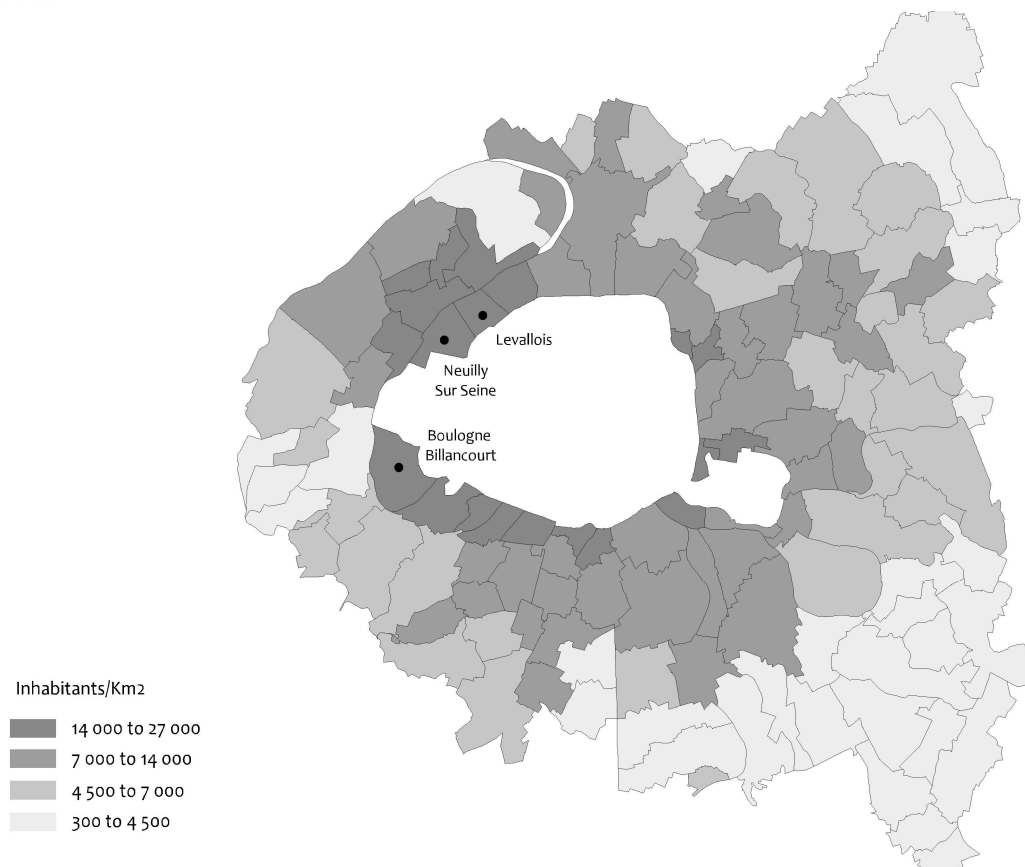 Levallois
Neuilly
Sur Seine
Boulogne
Billancourt
Inhabitants/Km2
14 000 to 27 000
7 000 to 14 000
4 500 to 7 000
300 to 4 500